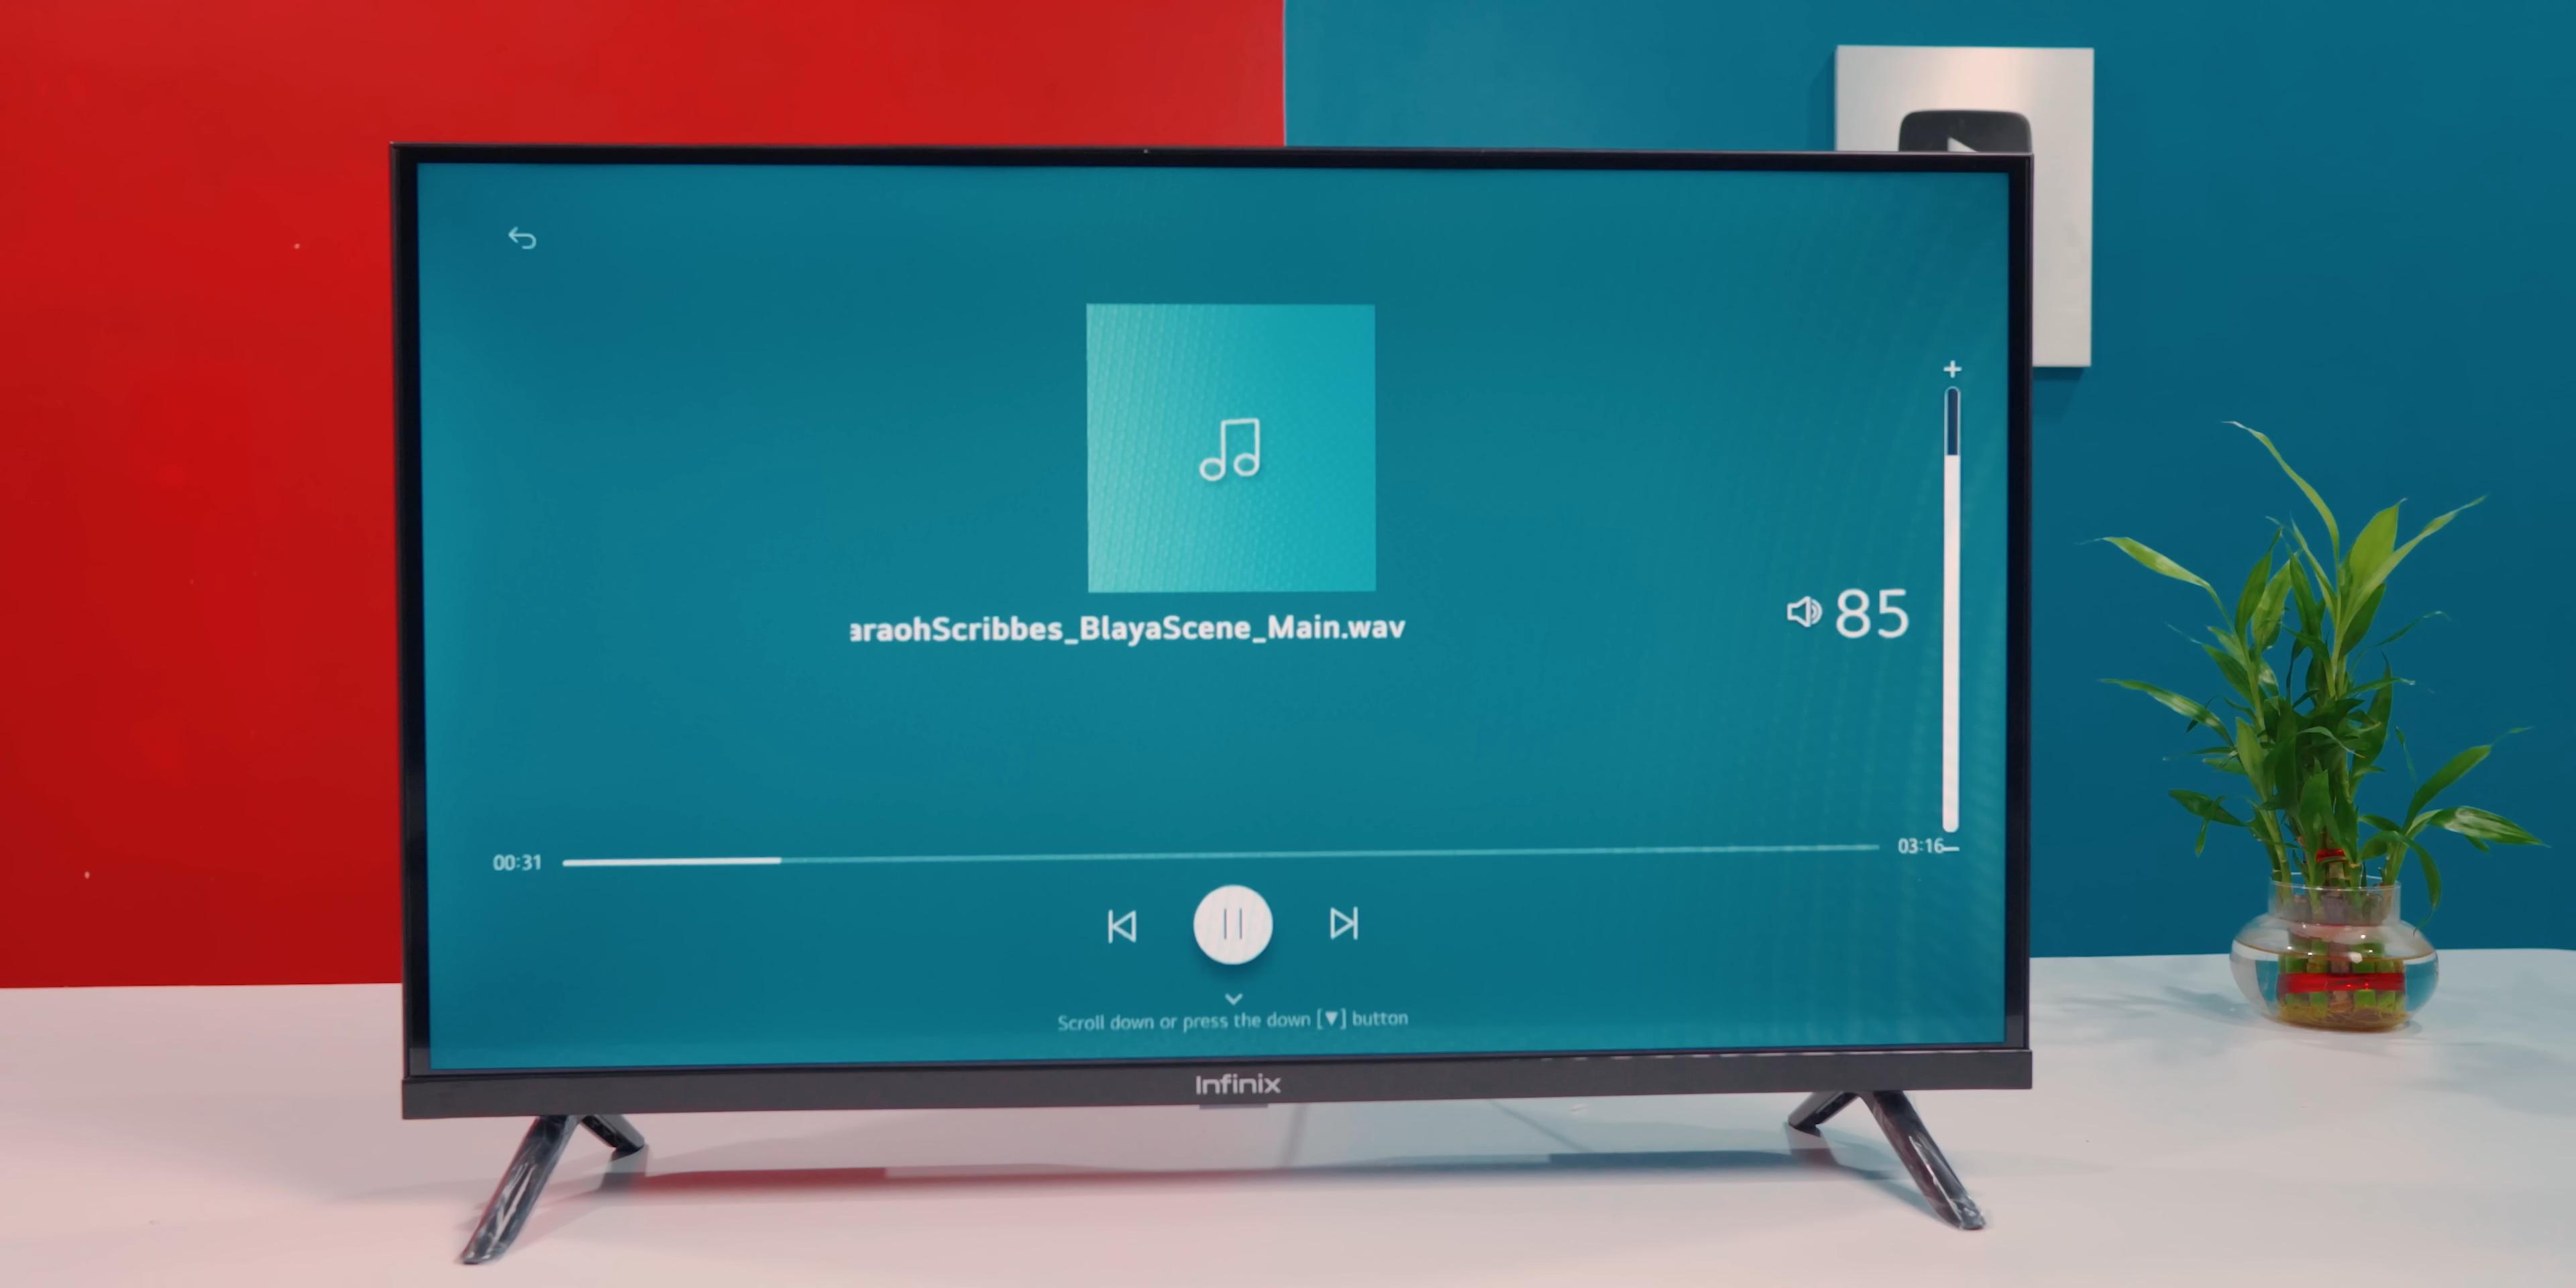 araohScribbes_BlayaScene_Main.wav
85
00:31
03:16
Scroll down or press the down [▼] button
Infinix